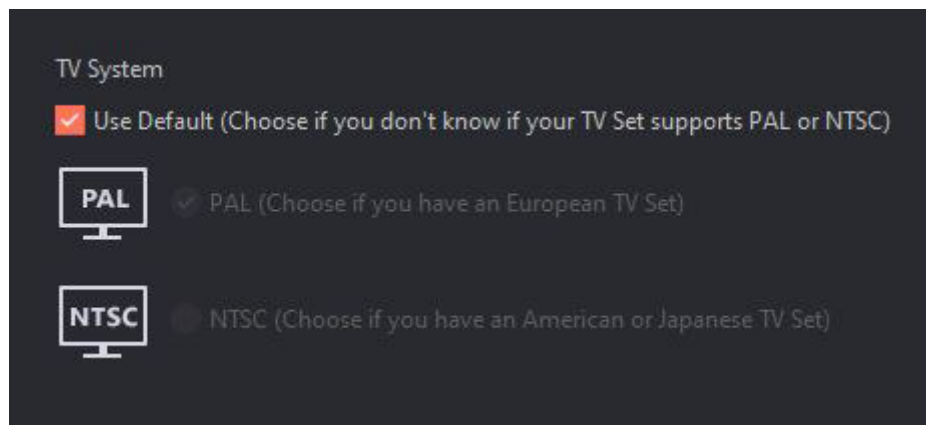 TV System
Use Default (Choose if you don't know if your TV Set supports PAL or NTSC)
PAL
PAL (Choose if you have an European TV Set)
NTSC
NTSC (Choose if you have an American or Japanese TV Set)